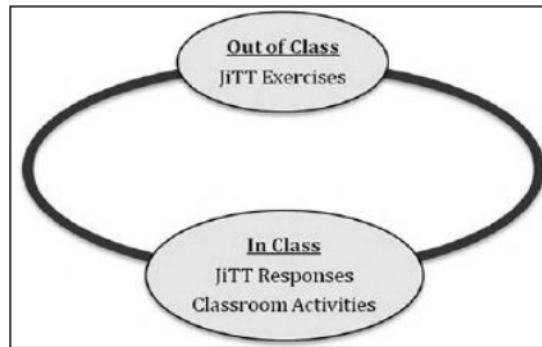 Out of Class
JiTT Exercises
In Class
JiTT Responses
Classroom Activities